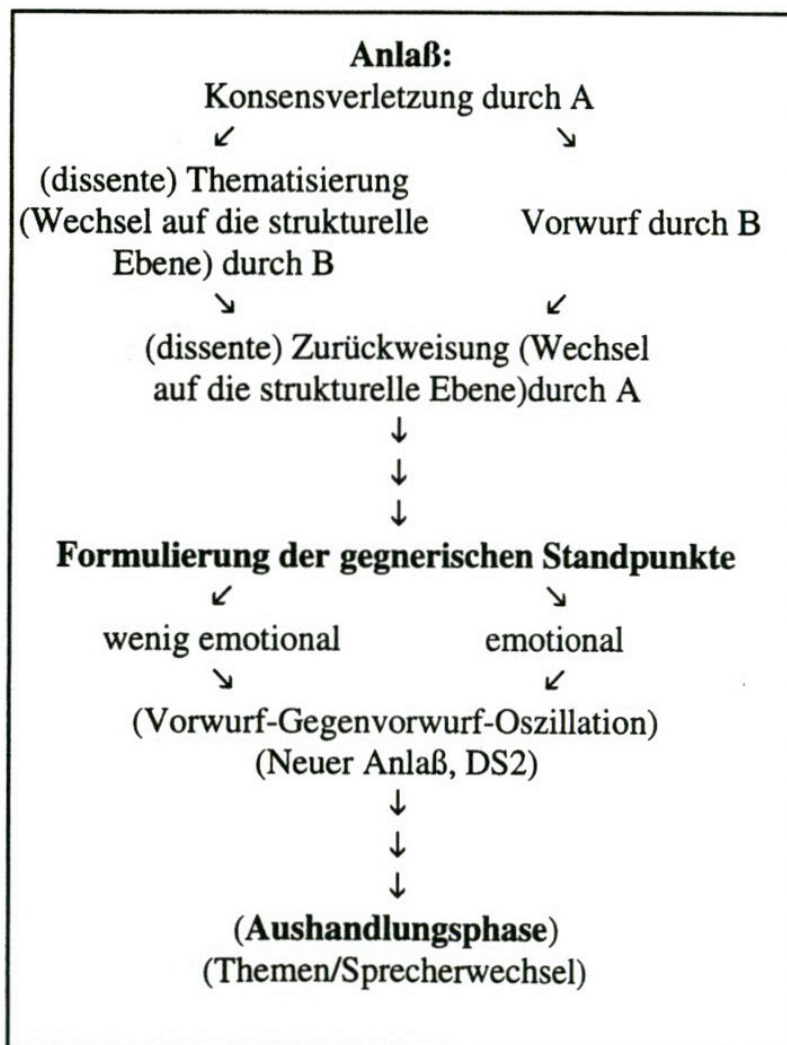 Anlaß:
Konsensverletzung durch A
↙ ↘
(dissente) Thematisierung
(Wechsel auf die strukturelle
Ebene) durch B
Vorwurf durch B
↘ ↙
(dissente) Zurückweisung (Wechsel
auf die strukturelle Ebene)durch A
↓
↓
↓
Formulierung der gegnerischen Standpunkte
↙ ↘
wenig emotional emotional
↘ ↙
(Vorwurf-Gegenvorwurf-Oszillation)
(Neuer Anlaß, DS2)
↓
↓
↓
(Aushandlungsphase)
(Themen/Sprecherwechsel)